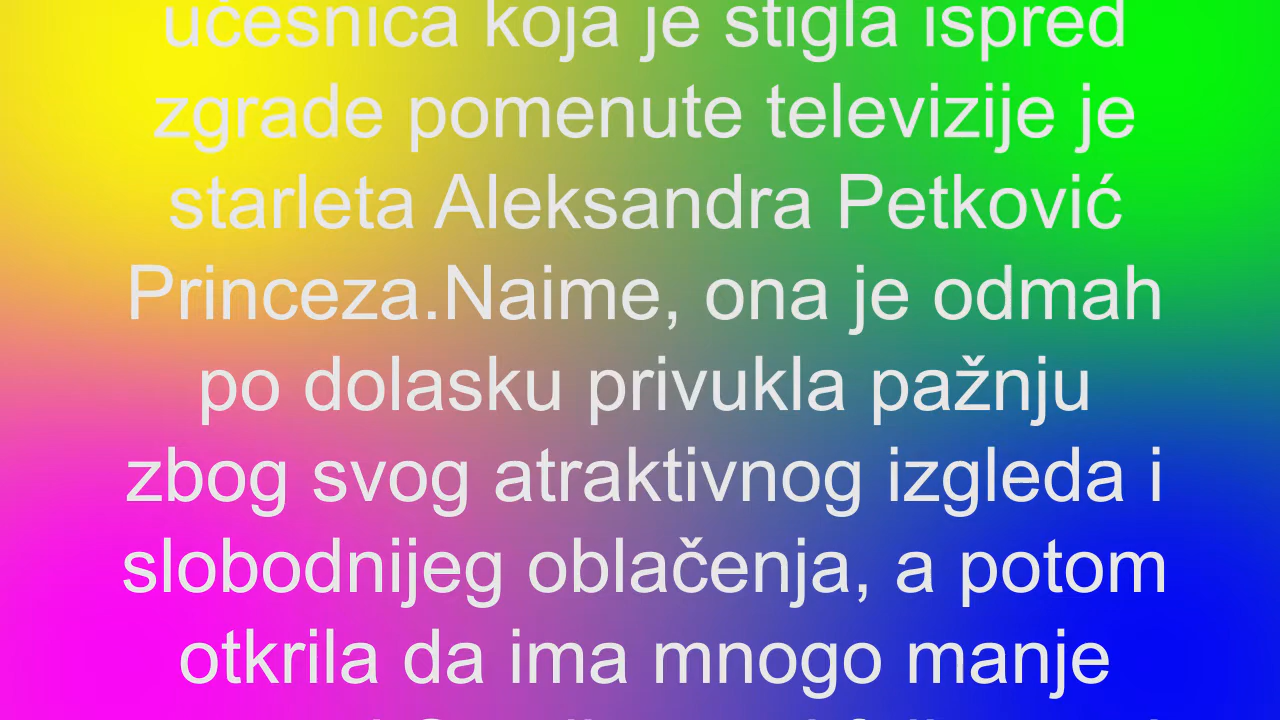 učesnica koja je stigla ispred
zgrade pomenute televizije je
starleta Aleksandra Petković
Princeza.Naime, ona je odmah
po dolasku privukla pažnju
zbog svog atraktivnog izgleda i
slobodnijeg oblačenja, a potom
otkrila da ima mnogo manje